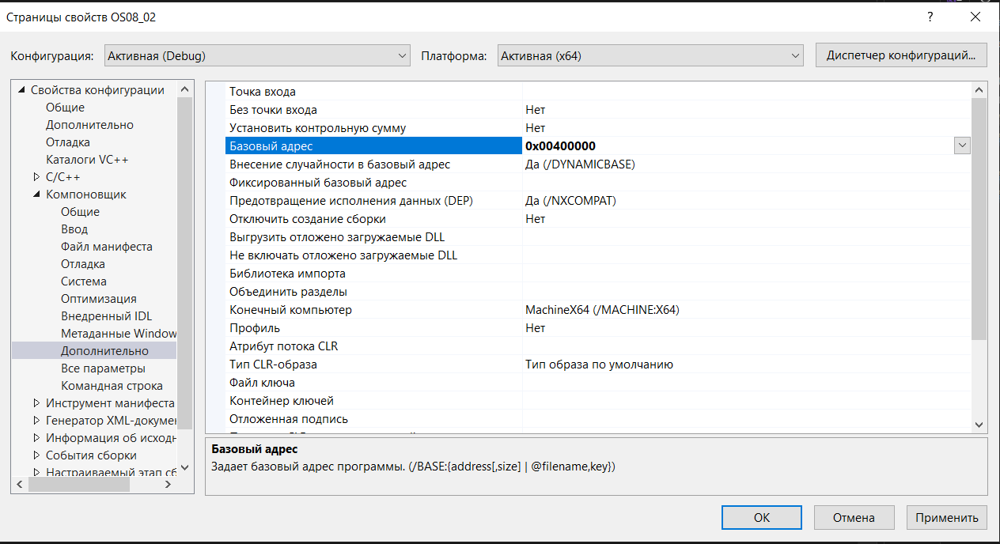 Страницы свойств OS08_02
?
Конфигурация: Активная (Debug) Платформа: Активная (x64) Диспетчер конфигураций...
Свойства конфигурации
Общие
Дополнительно
Отладка
Каталоги VC++
C/C++
Компоновщик
Общие
Ввод
Файл манифеста
Отладка
Система
Оптимизация
Внедренный IDL
Метаданные Window
Дополнительно
Все параметры
Командная строка
Инструмент манифеста
Генератор XML-докумен
Информация об исходн
События сборки
Настраиваемый этап сб
Точка входа
Без точки входа Нет
Установить контрольную сумму Нет
Базовый адрес 0x00400000
Внесение случайности в базовый адрес Да (/DYNAMICBASE)
Фиксированный базовый адрес
Предотвращение исполнения данных (DEP) Да (/NXCOMPAT)
Отключить создание сборки Нет
Выгрузить отложено загружаемые DLL
Не включать отложено загружаемые DLL
Библиотека импорта
Объединить разделы
Конечный компьютер MachineX64 (/MACHINE:X64)
Профиль Нет
Атрибут потока CLR
Тип CLR-образа Тип образа по умолчанию
Файл ключа
Контейнер ключей
Отложенная подпись
Базовый адрес
Задает базовый адрес программы. (/BASE:{address[,size] | @filename,key})
ОК Отмена Применить